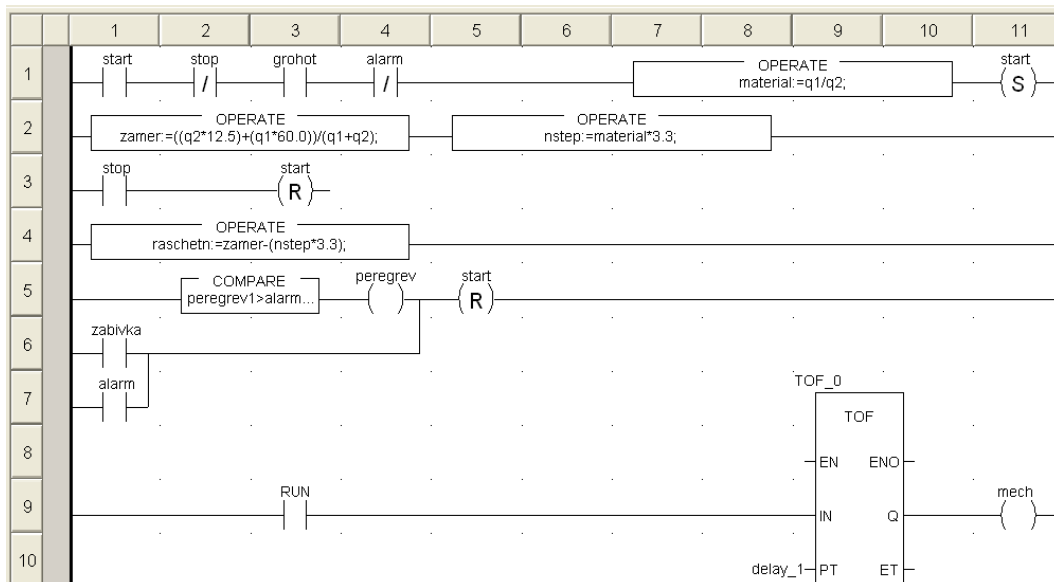 1 2 3 4 5 6 7 8 9 10 11
1
start stop grohot alarm
/ /
OPERATE
material:=q1/q2;
start
S
2
OPERATE
zamer:=((q2*12.5)+(q1*60.0))/(q1+q2);
OPERATE
nstep:=material*3.3;
3
stop start
R
4
OPERATE
raschetn:=zamer-(nstep*3.3);
5
COMPARE
peregrev1>alarm...
peregrev start
R
6
zabivka
7
alarm
TOF_0
TOF
8
EN ENO
9
RUN
IN Q
mech
10
delay_1 PT ET